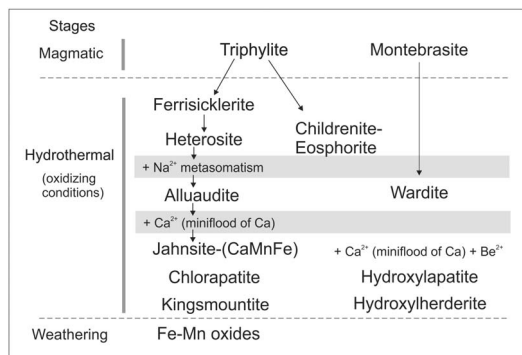 Stages
Magmatic
Triphylite
Montebrasite
Ferrisicklerite
Childrenite-
Eosphorite
Heterosite
Hydrothermal
(oxidizing
conditions)
+ Na²⁺ metasomatism
Alluaudite
Wardite
+ Ca²⁺ (miniflood of Ca)
Jahnsite-(CaMnFe)
+ Ca²⁺ (miniflood of Ca) + Be²⁺
Chlorapatite
Hydroxylapatite
Kingsmountite
Hydroxylherderite
Weathering
Fe-Mn oxides